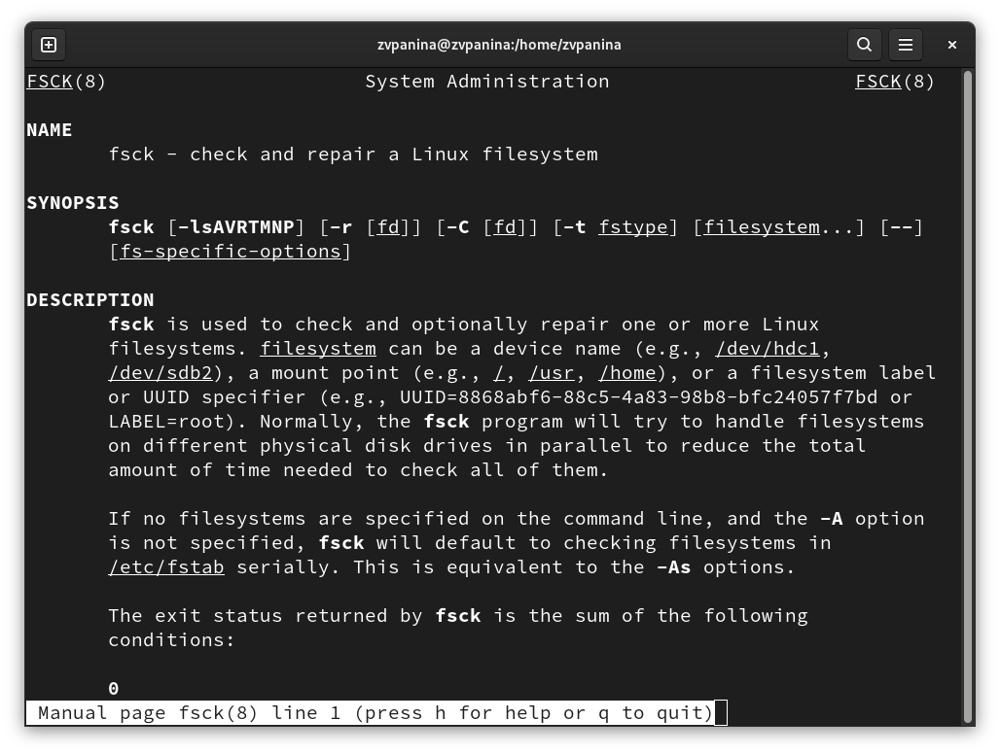 zvpanina@zvpanina:/home/zvpanina
FSCK(8) System Administration FSCK(8)
NAME
fsck - check and repair a Linux filesystem
SYNOPSIS
fsck [-lsAVRTMNP] [-r [fd]] [-C [fd]] [-t fstype] [filesystem...] [--]
[fs-specific-options]
DESCRIPTION
fsck is used to check and optionally repair one or more Linux
filesystems. filesystem can be a device name (e.g., /dev/hdc1,
/dev/sdb2), a mount point (e.g., /, /usr, /home), or a filesystem label
or UUID specifier (e.g., UUID=8868abf6-88c5-4a83-98b8-bfc24057f7bd or
LABEL=root). Normally, the fsck program will try to handle filesystems
on different physical disk drives in parallel to reduce the total
amount of time needed to check all of them.
If no filesystems are specified on the command line, and the -A option
is not specified, fsck will default to checking filesystems in
/etc/fstab serially. This is equivalent to the -As options.
The exit status returned by fsck is the sum of the following
conditions:
0
Manual page fsck(8) line 1 (press h for help or q to quit)